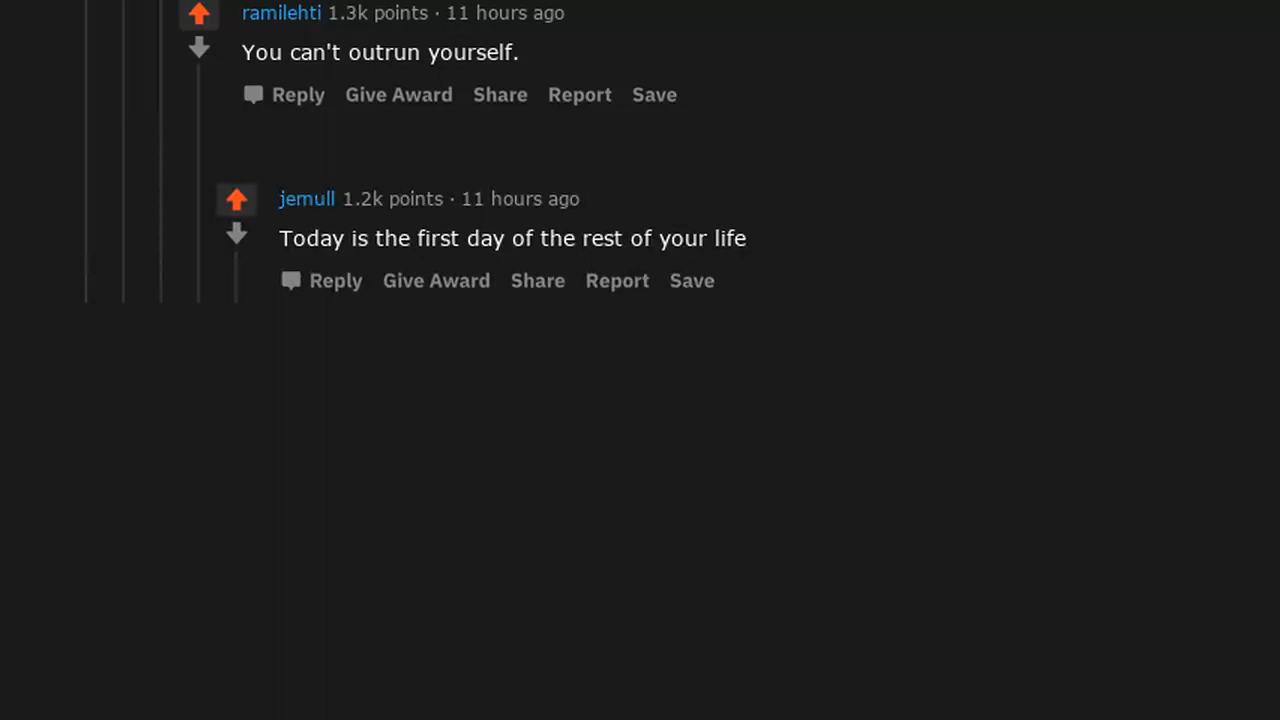 ramilehti 1.3k points · 11 hours ago
You can't outrun yourself.
Reply Give Award Share Report Save
jemull 1.2k points · 11 hours ago
Today is the first day of the rest of your life
Reply Give Award Share Report Save